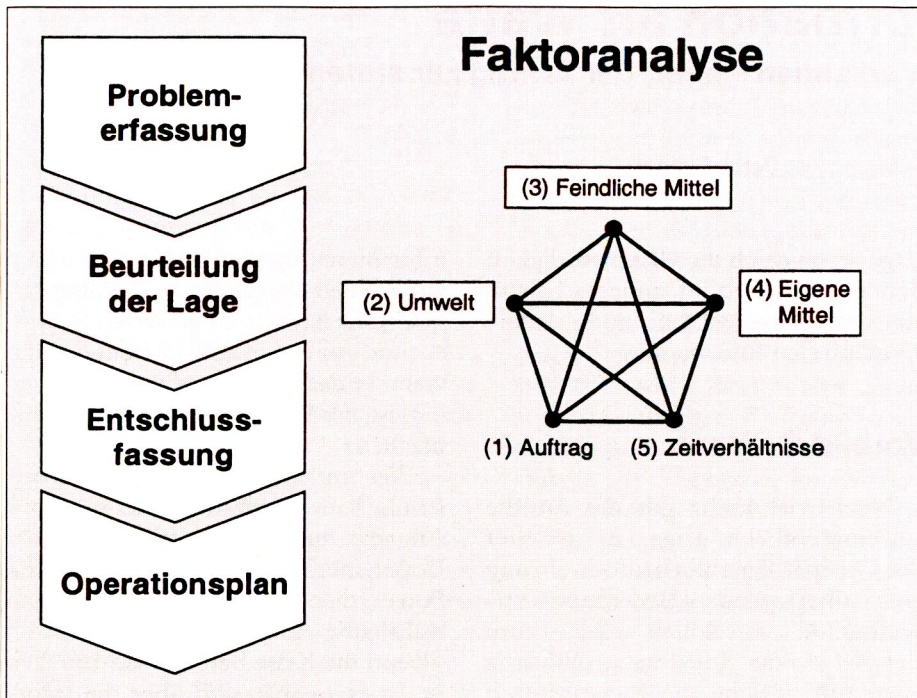 Faktoranalyse
Problem-
erfassung
Beurteilung
der Lage
Entschluss-
fassung
Operationsplan
(3) Feindliche Mittel
(2) Umwelt
(4) Eigene
Mittel
(1) Auftrag
(5) Zeitverhältnisse